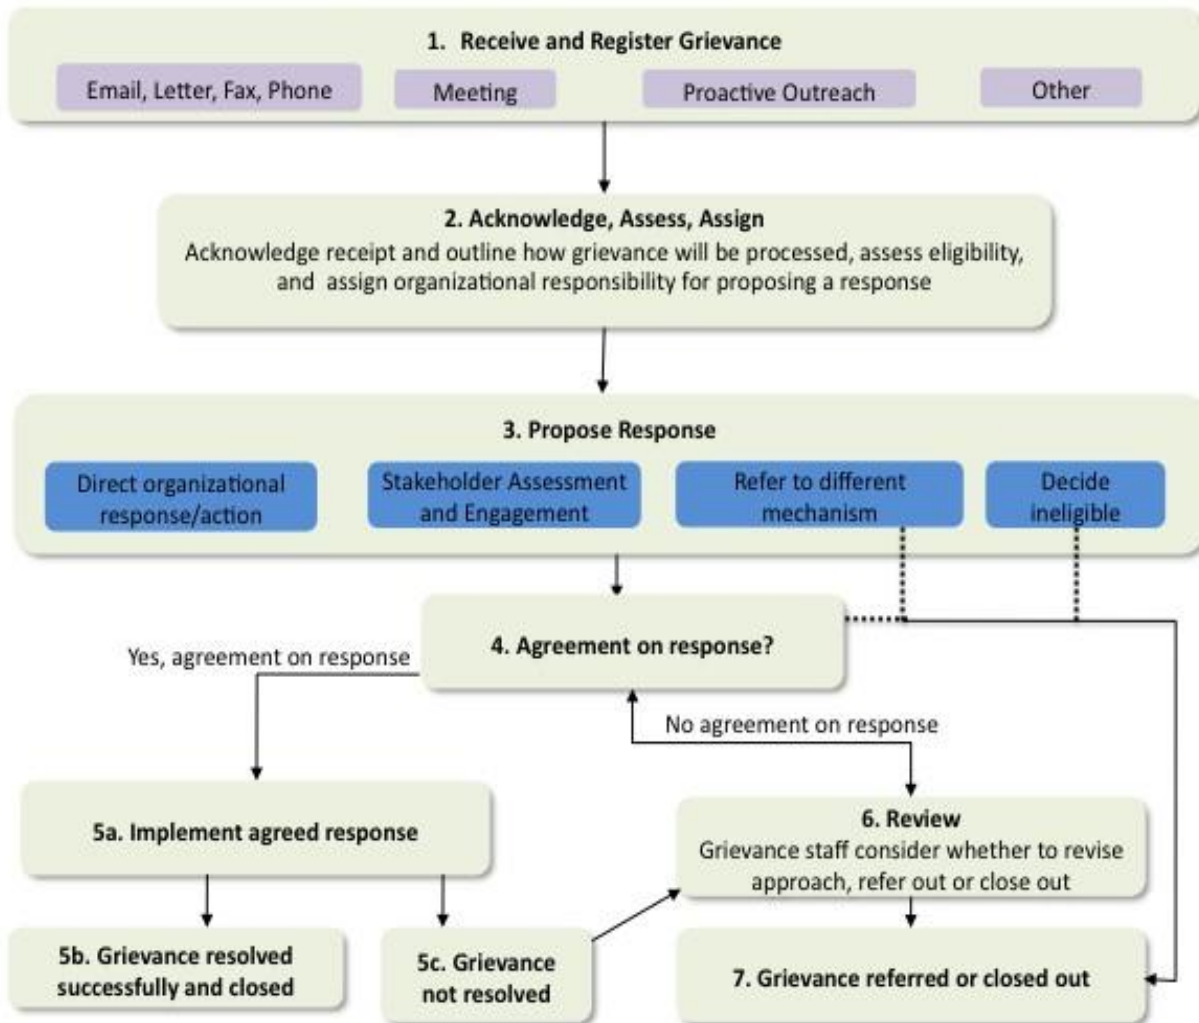 1. Receive and Register Grievance
Email, Letter, Fax, Phone
Meeting
Proactive Outreach
Other
2. Acknowledge, Assess, Assign
Acknowledge receipt and outline how grievance will be processed, assess eligibility,
and assign organizational responsibility for proposing a response
3. Propose Response
Direct organizational
response/action
Stakeholder Assessment
and Engagement
Refer to different
mechanism
Decide
ineligible
4. Agreement on response?
Yes, agreement on response
No agreement on response
5a. Implement agreed response
6. Review
Grievance staff consider whether to revise
approach, refer out or close out
5b. Grievance resolved
successfully and closed
5c. Grievance
not resolved
7. Grievance referred or closed out